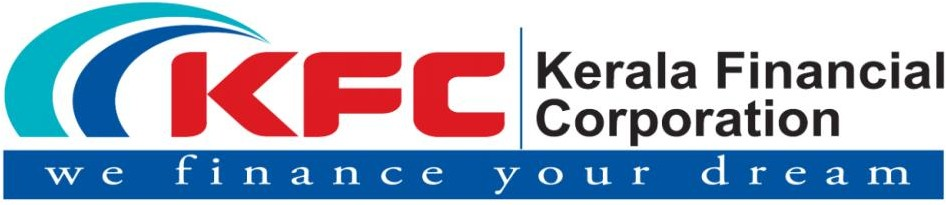 KFC
Kerala Financial
Corporation
we finance your dream